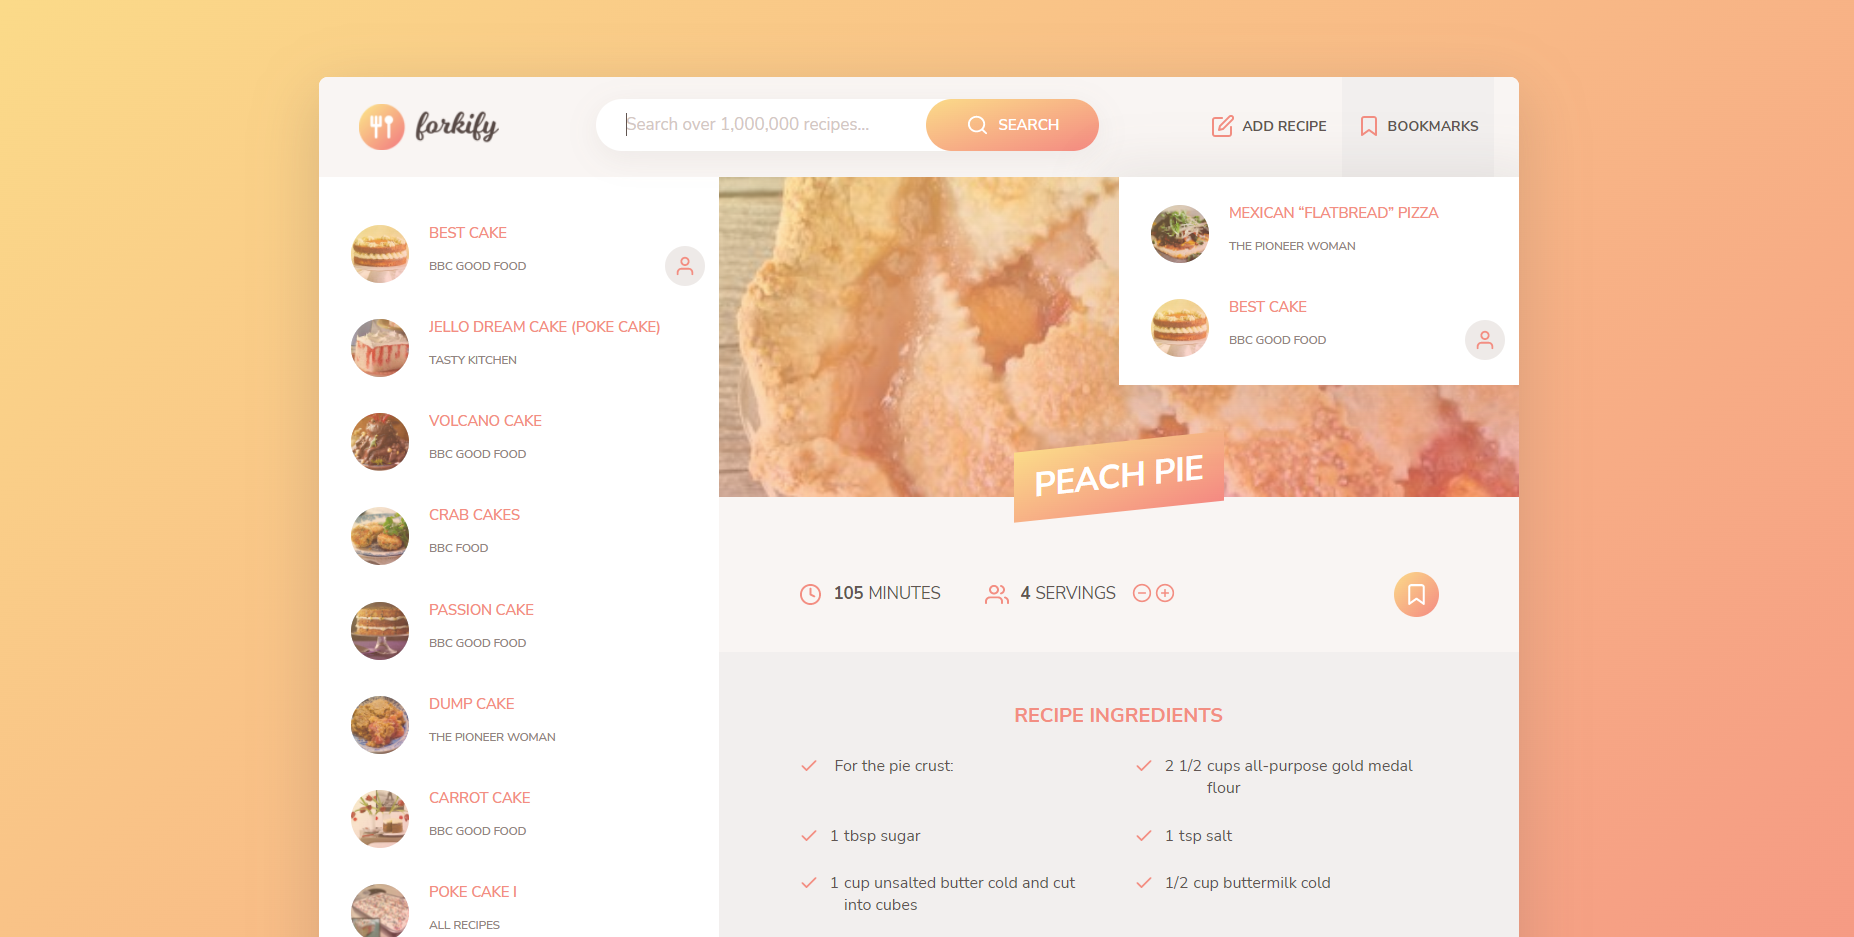 forkify
Search over 1,000,000 recipes...
SEARCH
ADD RECIPE
BOOKMARKS
BEST CAKE
BBC GOOD FOOD
JELLO DREAM CAKE (POKE CAKE)
TASTY KITCHEN
VOLCANO CAKE
BBC GOOD FOOD
CRAB CAKES
BBC FOOD
PASSION CAKE
BBC GOOD FOOD
DUMP CAKE
THE PIONEER WOMAN
CARROT CAKE
BBC GOOD FOOD
POKE CAKE I
ALL RECIPES
MEXICAN “FLATBREAD” PIZZA
THE PIONEER WOMAN
BEST CAKE
BBC GOOD FOOD
PEACH PIE
105 MINUTES
4 SERVINGS
RECIPE INGREDIENTS
For the pie crust:
2 1/2 cups all-purpose gold medal
flour
1 tbsp sugar
1 tsp salt
1 cup unsalted butter cold and cut
into cubes
1/2 cup buttermilk cold